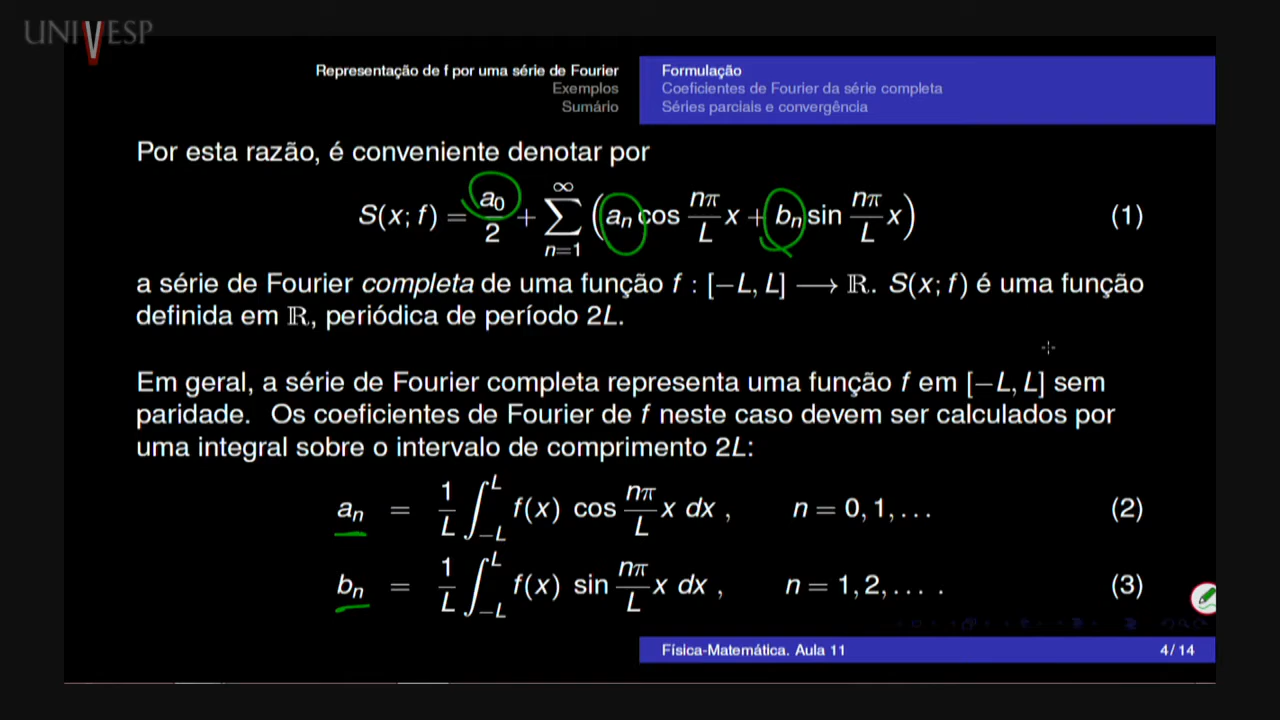 UNIVESP
Representação de f por uma série de Fourier
Exemplos
Sumário
Formulação
Coeficientes de Fourier da série completa
Séries parciais e convergência
Por esta razão, é conveniente denotar por
S(x; f) = a₀/2 + ∑_{n=1}^{∞} (aₙ cos nπ/L x + bₙ sin nπ/L x) (1)
a série de Fourier completa de uma função f : [−L, L] ⟶ ℝ. S(x; f) é uma função
definida em ℝ, periódica de período 2L.
Em geral, a série de Fourier completa representa uma função f em [−L, L] sem
paridade. Os coeficientes de Fourier de f neste caso devem ser calculados por
uma integral sobre o intervalo de comprimento 2L:
aₙ = 1/L ∫_{−L}^{L} f(x) cos nπ/L x dx , n = 0, 1, . . . (2)
bₙ = 1/L ∫_{−L}^{L} f(x) sin nπ/L x dx , n = 1, 2, . . . . (3)
Física-Matemática. Aula 11
4/14